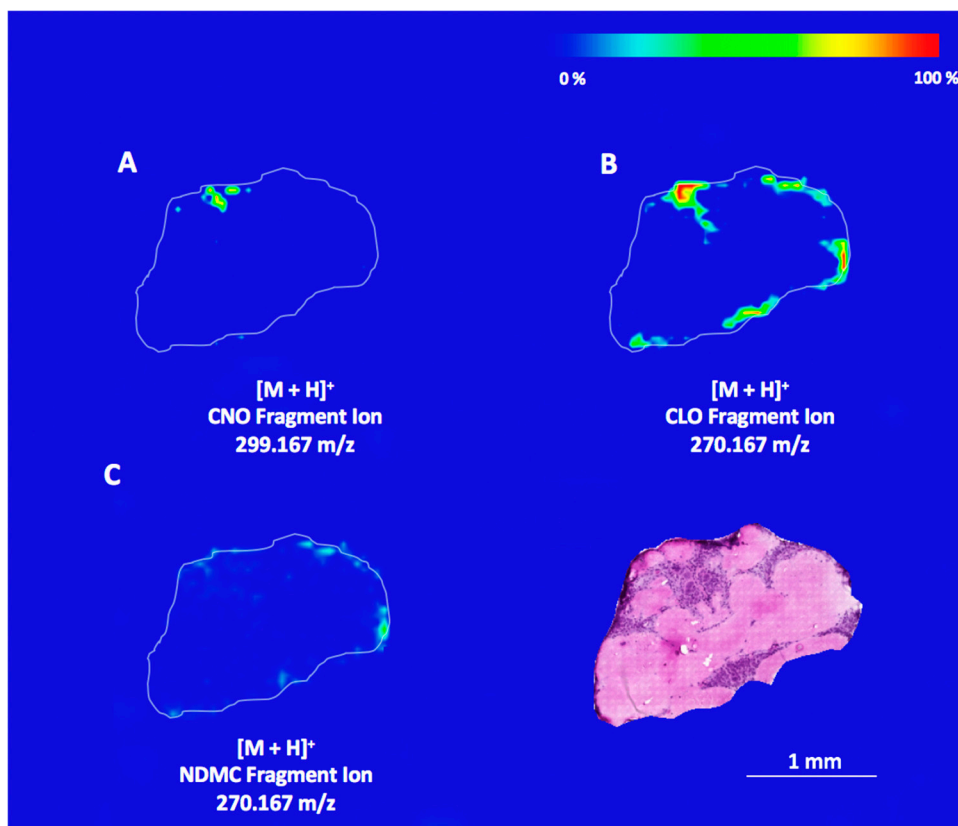 0 %
100 %
A
B
[M + H]⁺
CNO Fragment Ion
299.167 m/z
[M + H]⁺
CLO Fragment Ion
270.167 m/z
C
[M + H]⁺
NDMC Fragment Ion
270.167 m/z
1 mm